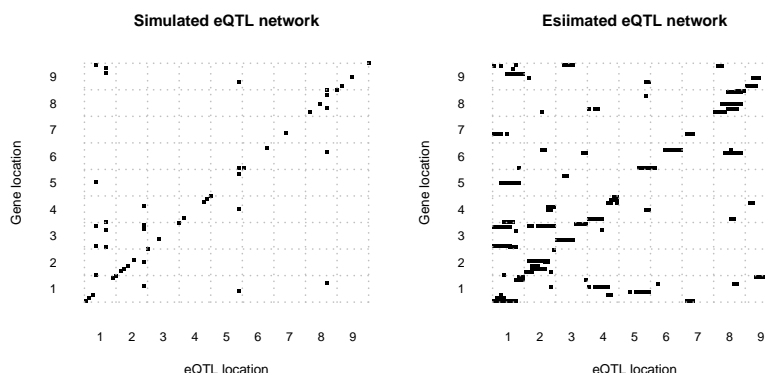 Simulated eQTL network
Gene location
9
8
7
6
5
4
3
2
1
1 2 3 4 5 6 7 8 9
eQTL location
Esiimated eQTL network
Gene location
9
8
7
6
5
4
3
2
1
1 2 3 4 5 6 7 8 9
eQTL location